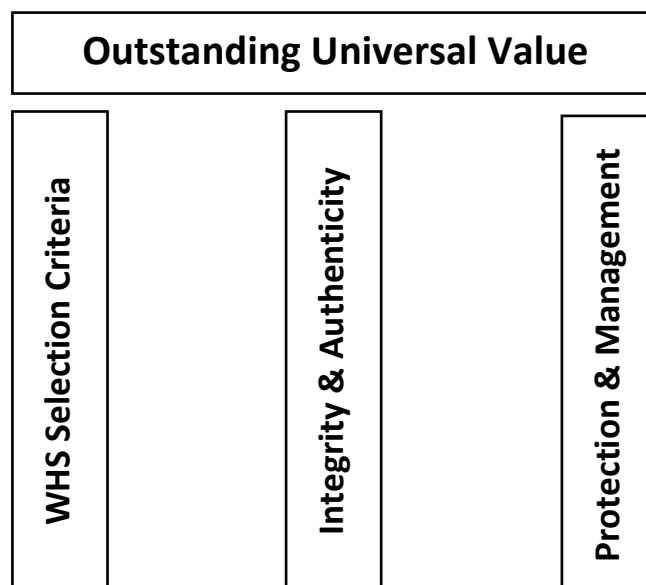 Outstanding Universal Value
WHS Selection Criteria
Integrity & Authenticity
Protection & Management